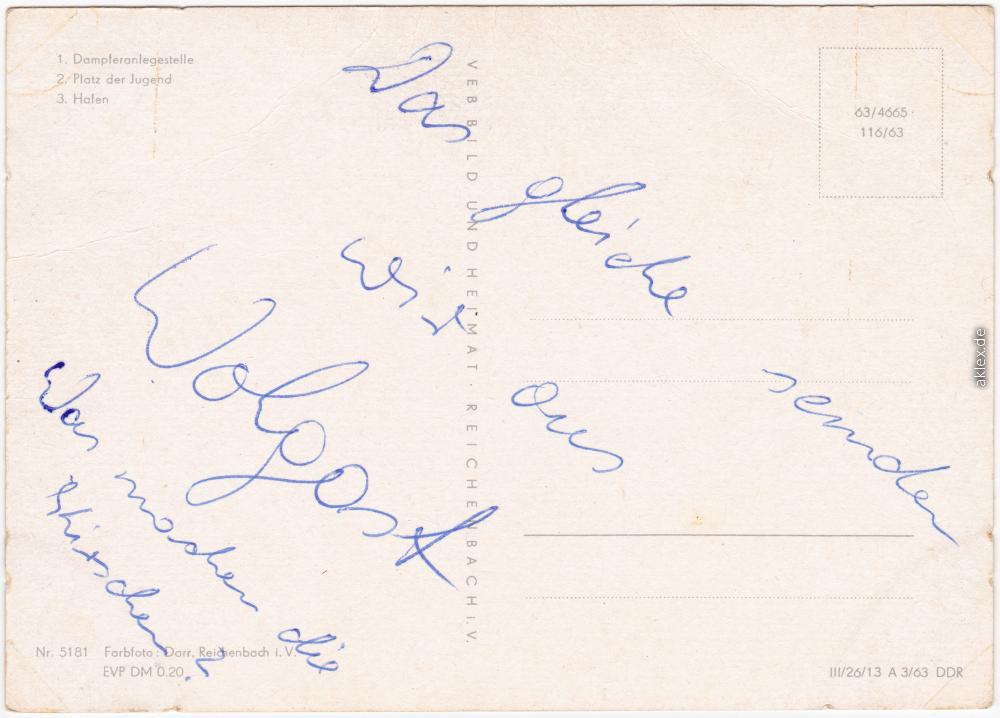 1. Dampferanlegestelle
2. Platz der Jugend
3. Hafen
VEB BILD UND HEIMAT · REICHENBACH i. V.
63/4665
116/63
Das
gleiche
senden
wir
aus
Wolgast
Was machen die
Nr. 5181 Farbfoto: Darr, Reichenbach i. V.
EVP DM 0.20
III/26/13 A 3/63 DDR
aklex.de